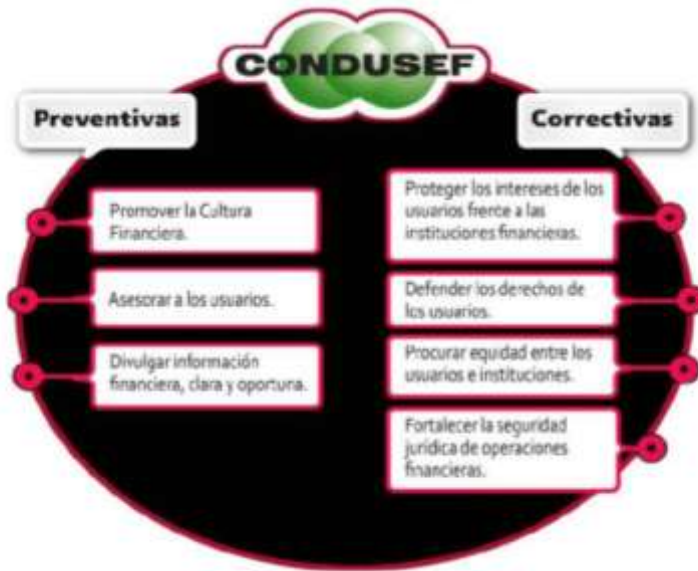 CONDUSEF
Preventivas
Promover la Cultura
Financiera.
Asesorar a los usuarios.
Divulgar información
financiera, clara y oportura.
Correctivas
Proteger los intereses de los
usuarios frente a las
instituciones financieras.
Defender los derechos de
los usuarios.
Procurar equidad entre los
usuarios e instituciones.
Fortalecer la seguridad
jurídica de operaciones
financieras.